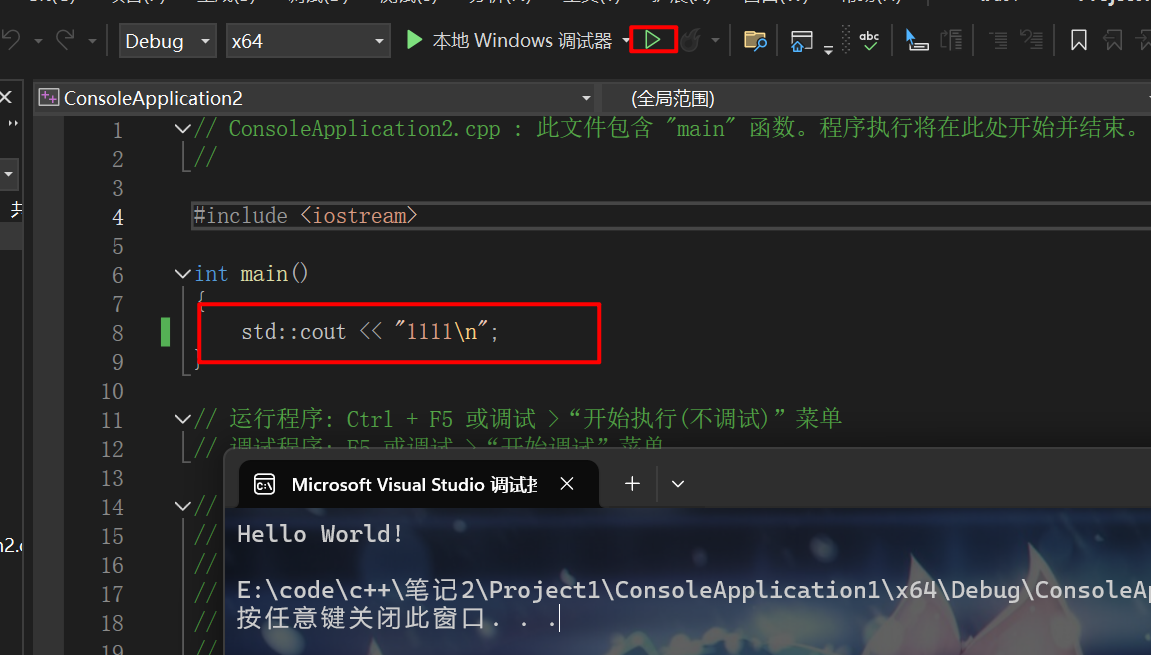 Debug x64 本地 Windows 调试器 abc
ConsoleApplication2 (全局范围)
1 // ConsoleApplication2.cpp : 此文件包含 "main" 函数。程序执行将在此处开始并结束。
2 //
3
4 #include <iostream>
5
6 int main()
7 {
8 std::cout << "1111\n";
9 }
10
11 // 运行程序: Ctrl + F5 或调试 >“开始执行(不调试)”菜单
12 // 调试程序: F5 或调试 >“开始调试”菜单
13
14 //
15 //
16 //
17 //
18 //
19 //
Microsoft Visual Studio 调试
Hello World!
E:\code\c++\笔记2\Project1\ConsoleApplication1\x64\Debug\ConsoleAp
按任意键关闭此窗口. . .